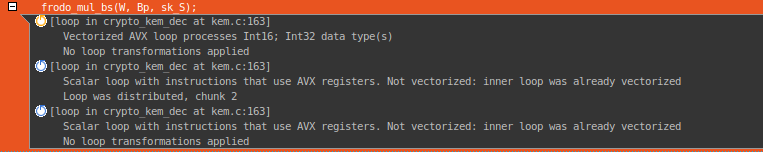 frodo_mul_bs(W, Bp, sk_S);
[loop in crypto_kem_dec at kem.c:163]
Vectorized AVX loop processes Int16; Int32 data type(s)
No loop transformations applied
[loop in crypto_kem_dec at kem.c:163]
Scalar loop with instructions that use AVX registers. Not vectorized: inner loop was already vectorized
Loop was distributed, chunk 2
[loop in crypto_kem_dec at kem.c:163]
Scalar loop with instructions that use AVX registers. Not vectorized: inner loop was already vectorized
No loop transformations applied